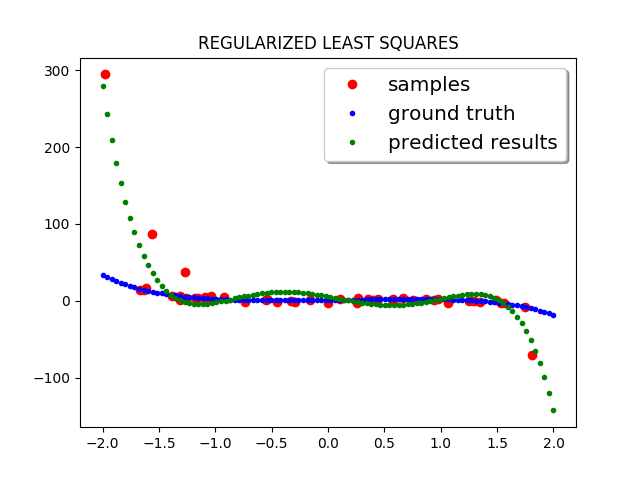 REGULARIZED LEAST SQUARES
samples
ground truth
predicted results
300
200
100
0
−100
−2.0 −1.5 −1.0 −0.5 0.0 0.5 1.0 1.5 2.0